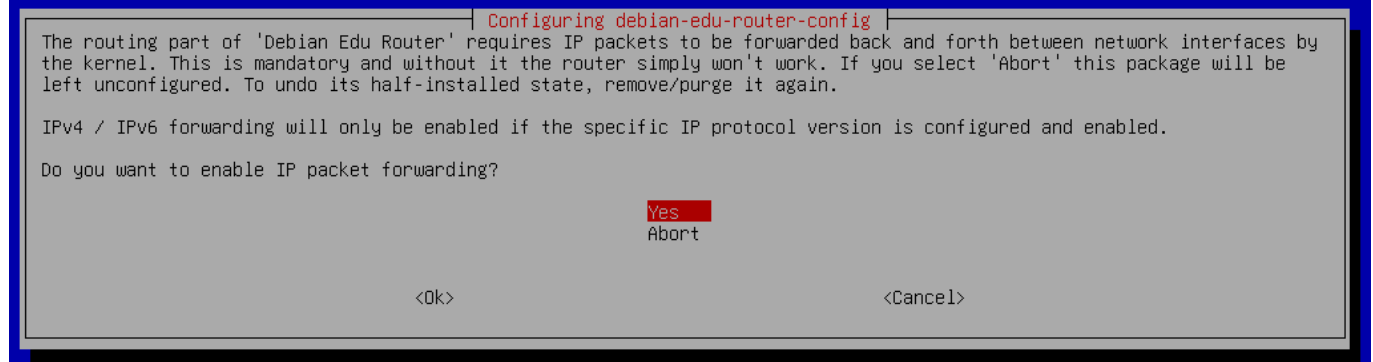 Configuring debian-edu-router-config
The routing part of 'Debian Edu Router' requires IP packets to be forwarded back and forth between network interfaces by
the kernel. This is mandatory and without it the router simply won't work. If you select 'Abort' this package will be
left unconfigured. To undo its half-installed state, remove/purge it again.
IPv4 / IPv6 forwarding will only be enabled if the specific IP protocol version is configured and enabled.
Do you want to enable IP packet forwarding?
Yes
Abort
<Ok> <Cancel>